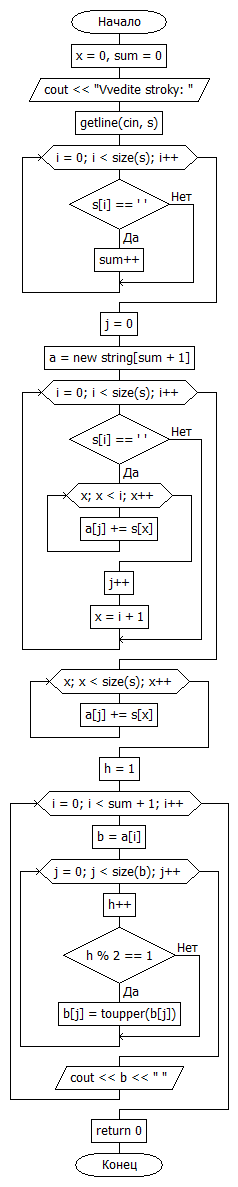 Начало
x = 0, sum = 0
cout << "Vvedite stroky: "
getline(cin, s)
i = 0; i < size(s); i++
s[i] == ' '
Нет
Да
sum++
j = 0
a = new string[sum + 1]
i = 0; i < size(s); i++
s[i] == ' '
Нет
Да
x; x < i; x++
a[j] += s[x]
j++
x = i + 1
x; x < size(s); x++
a[j] += s[x]
h = 1
i = 0; i < sum + 1; i++
b = a[i]
j = 0; j < size(b); j++
h++
h % 2 == 1
Нет
Да
b[j] = toupper(b[j])
cout << b << " "
return 0
Конец